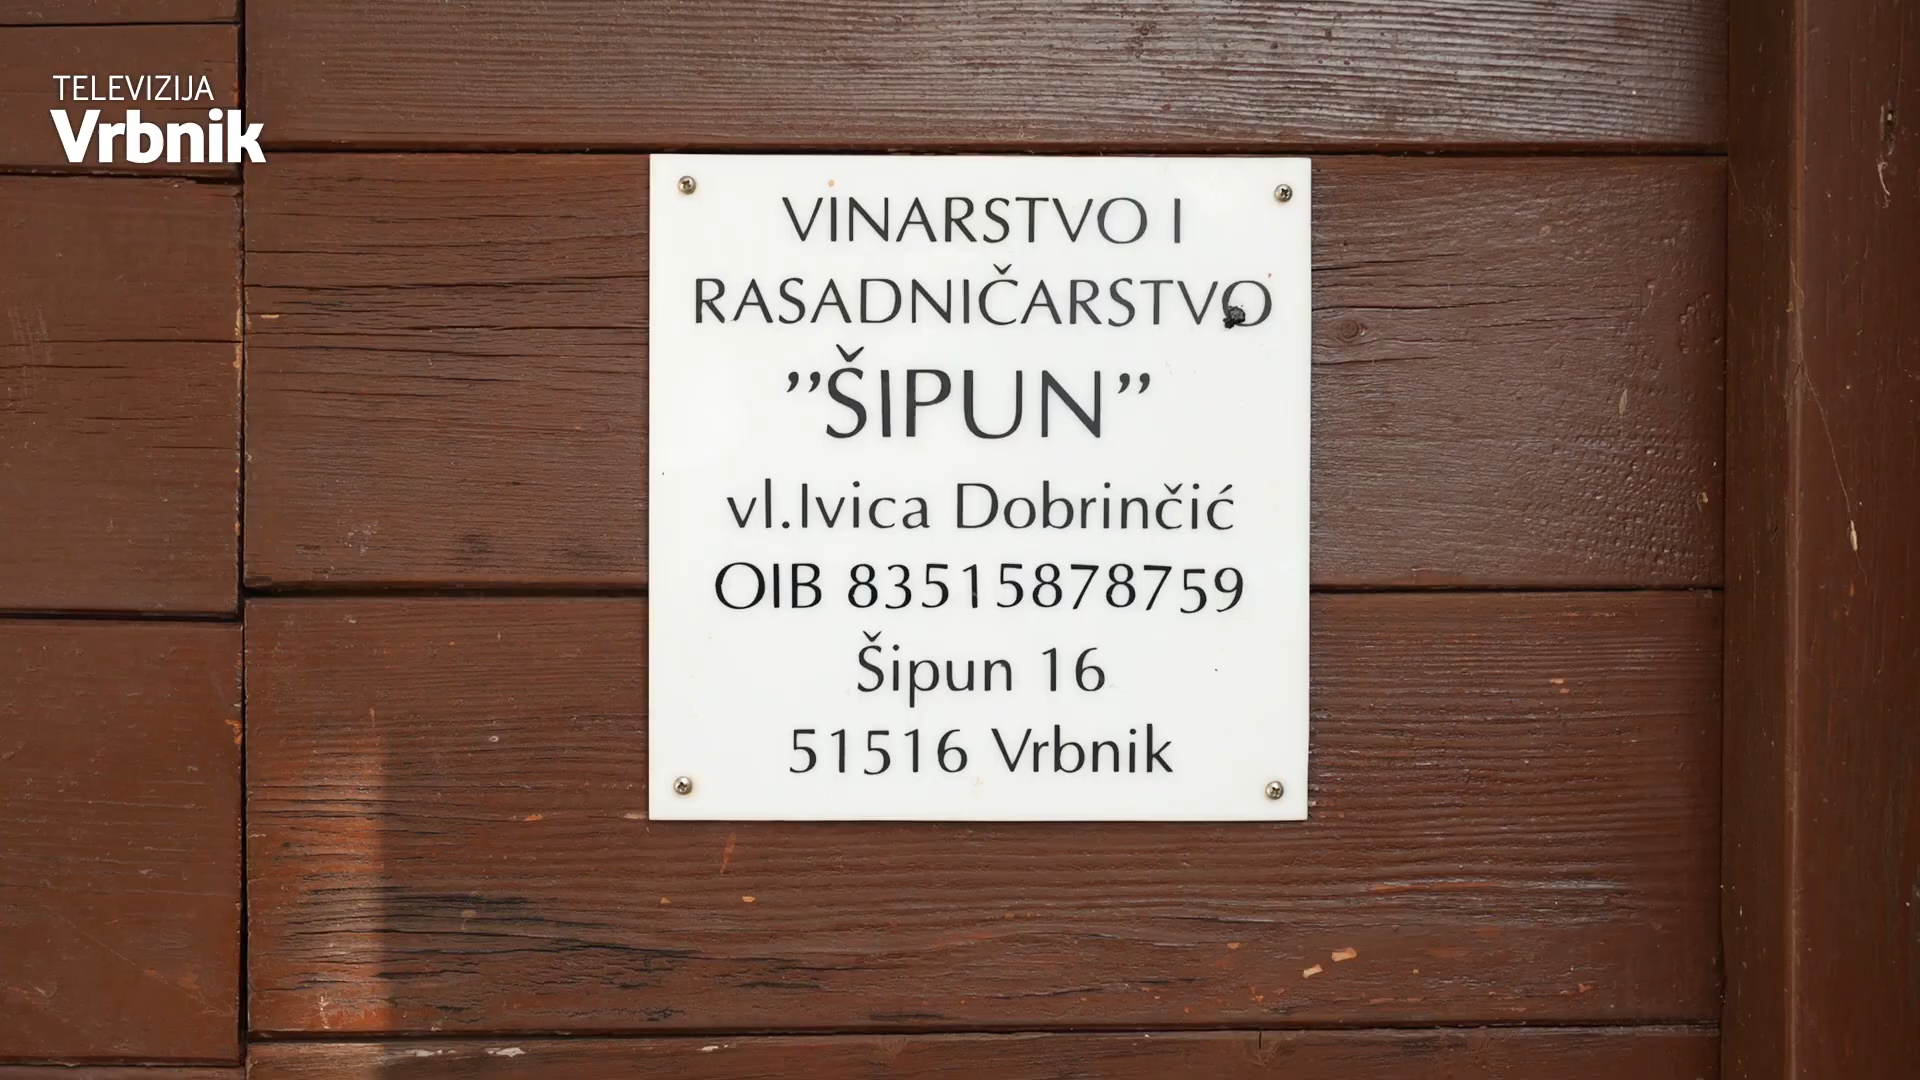 TELEVIZIJA
Vrbnik
VINARSTVO I
RASADNIČARSTVO
”ŠIPUN”
vl.Ivica Dobrinčić
OIB 83515878759
Šipun 16
51516 Vrbnik